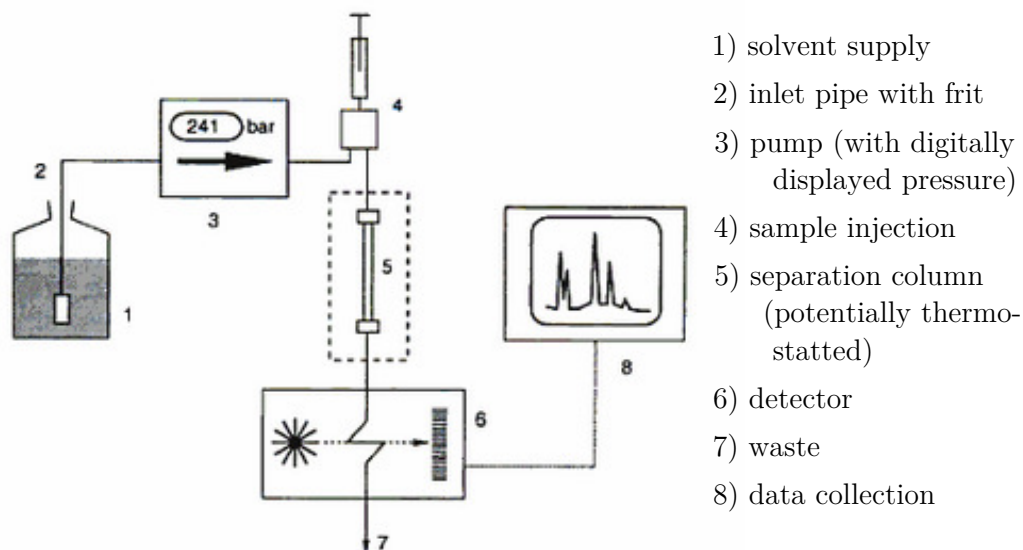 241 bar
4
2
3
5
1
8
6
7
1) solvent supply
2) inlet pipe with frit
3) pump (with digitally
displayed pressure)
4) sample injection
5) separation column
(potentially thermo-
statted)
6) detector
7) waste
8) data collection